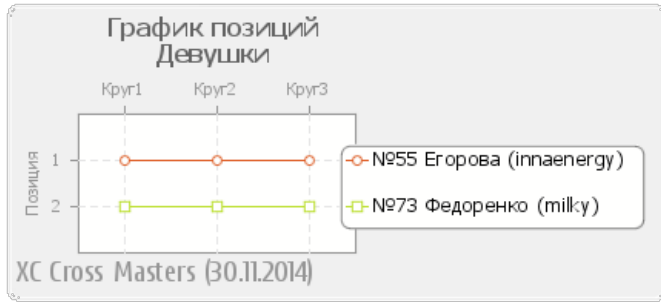 График позиций
Девушки
Круг1 Круг2 Круг3
Позиция
1
№55 Егорова (innaenergy)
2
№73 Федоренко (milky)
XC Cross Masters (30.11.2014)